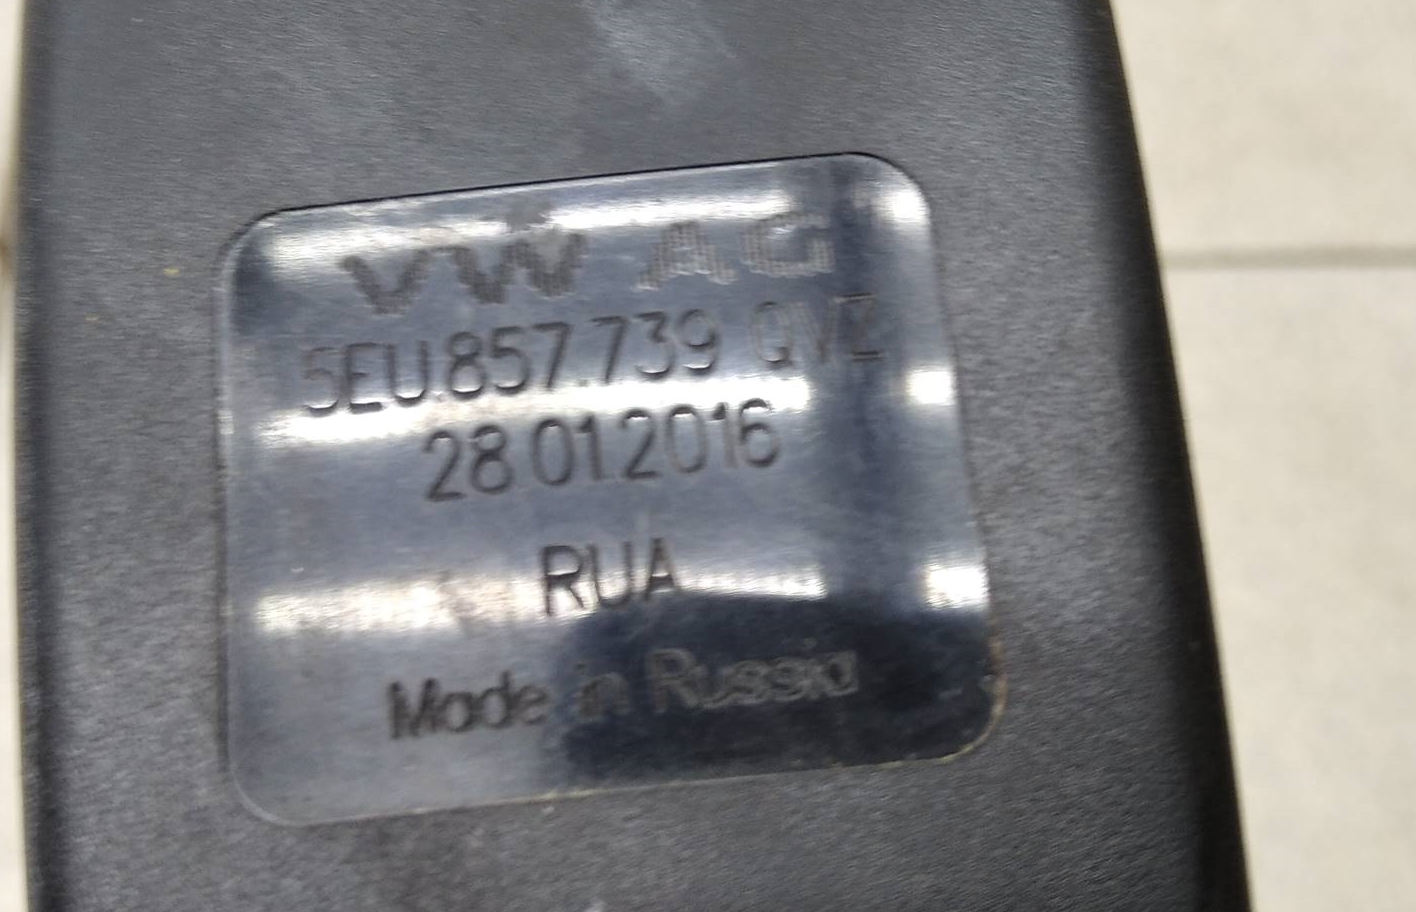 VW AG
5EU.857.739 QVZ
28.01.2016
RUA
Made in Russia